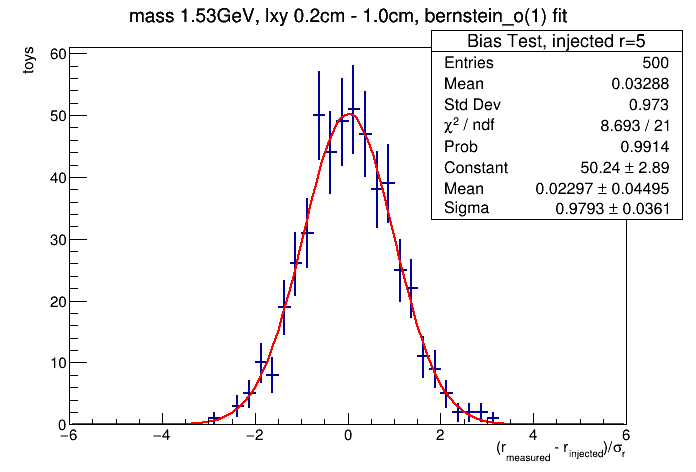 mass 1.53GeV, lxy 0.2cm - 1.0cm, bernstein_o(1) fit
toys
Bias Test, injected r=5
Entries 500
Mean 0.03288
Std Dev 0.973
χ² / ndf 8.693 / 21
Prob 0.9914
Constant 50.24 ± 2.89
Mean 0.02297 ± 0.04495
Sigma 0.9793 ± 0.0361
60
50
40
30
20
10
0
−6 −4 −2 0 2 4 6
(r_measured - r_injected)/σ_r